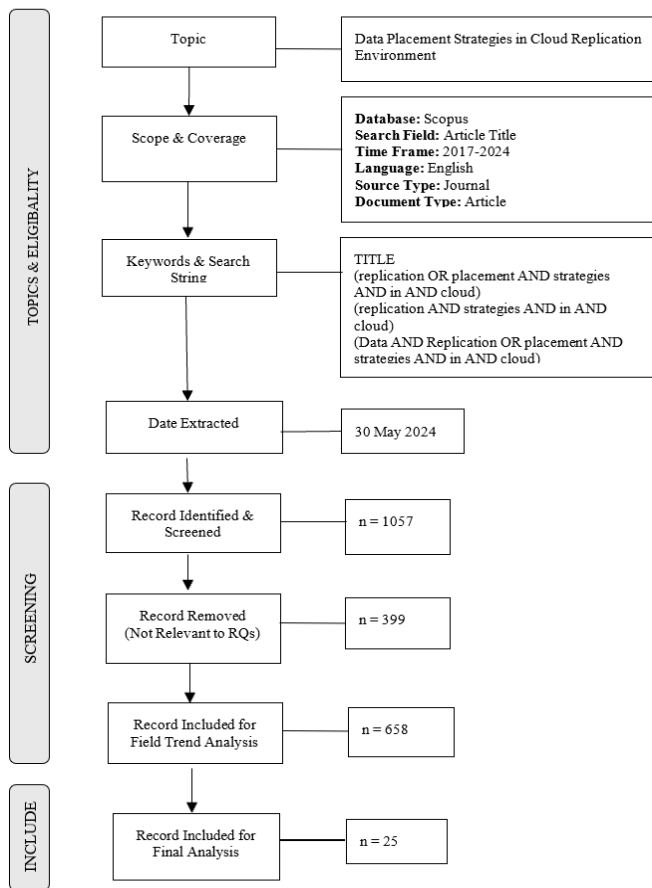 TOPICS & ELIGIBALITY
Topic
Data Placement Strategies in Cloud Replication
Environment
Scope & Coverage
Database: Scopus
Search Field: Article Title
Time Frame: 2017-2024
Language: English
Source Type: Journal
Document Type: Article
Keywords & Search
String
TITLE
(replication OR placement AND strategies
AND in AND cloud)
(replication AND strategies AND in AND
cloud)
(Data AND Replication OR placement AND
strategies AND in AND cloud)
Date Extracted
30 May 2024
SCREENING
Record Identified &
Screened
n = 1057
Record Removed
(Not Relevant to RQs)
n = 399
Record Included for
Field Trend Analysis
n = 658
INCLUDE
Record Included for
Final Analysis
n = 25